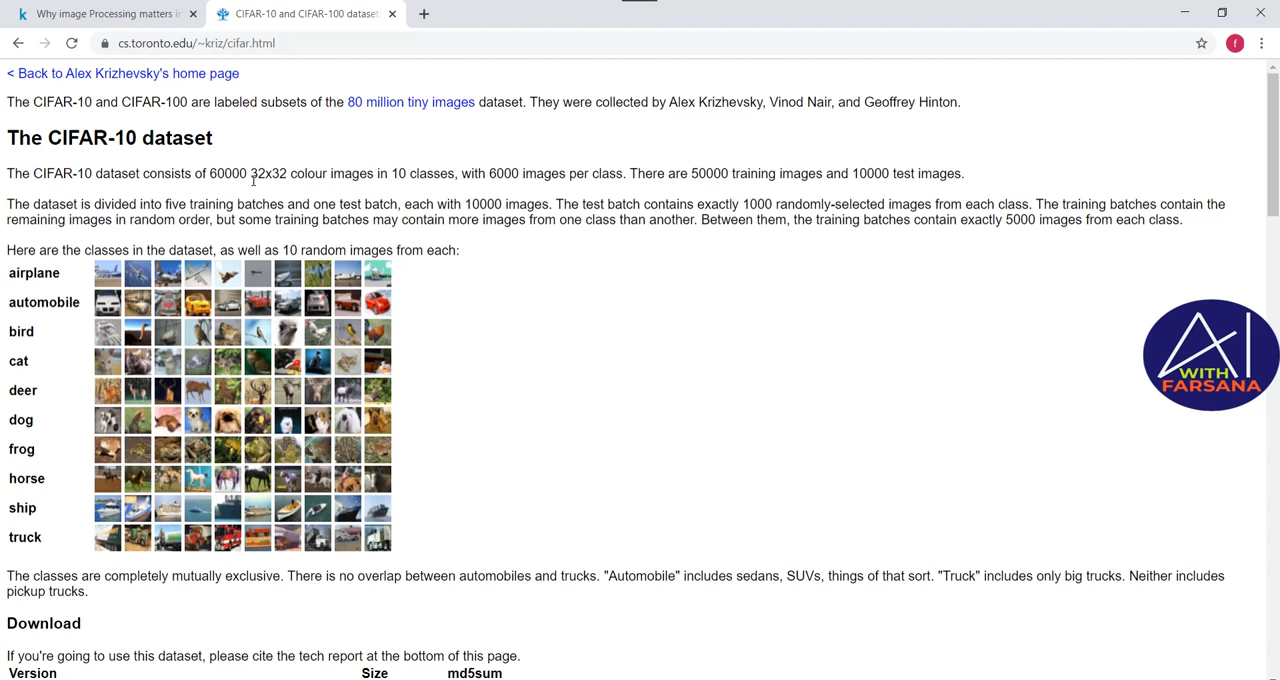 Why image Processing matters in
CIFAR-10 and CIFAR-100 dataset
cs.toronto.edu/~kriz/cifar.html
f
< Back to Alex Krizhevsky's home page
The CIFAR-10 and CIFAR-100 are labeled subsets of the 80 million tiny images dataset. They were collected by Alex Krizhevsky, Vinod Nair, and Geoffrey Hinton.
The CIFAR-10 dataset
The CIFAR-10 dataset consists of 60000 32x32 colour images in 10 classes, with 6000 images per class. There are 50000 training images and 10000 test images.
The dataset is divided into five training batches and one test batch, each with 10000 images. The test batch contains exactly 1000 randomly-selected images from each class. The training batches contain the
remaining images in random order, but some training batches may contain more images from one class than another. Between them, the training batches contain exactly 5000 images from each class.
Here are the classes in the dataset, as well as 10 random images from each:
airplane
automobile
bird
cat
deer
dog
frog
horse
ship
truck
AI
WITH
FARSANA
The classes are completely mutually exclusive. There is no overlap between automobiles and trucks. "Automobile" includes sedans, SUVs, things of that sort. "Truck" includes only big trucks. Neither includes
pickup trucks.
Download
If you're going to use this dataset, please cite the tech report at the bottom of this page.
Version Size md5sum